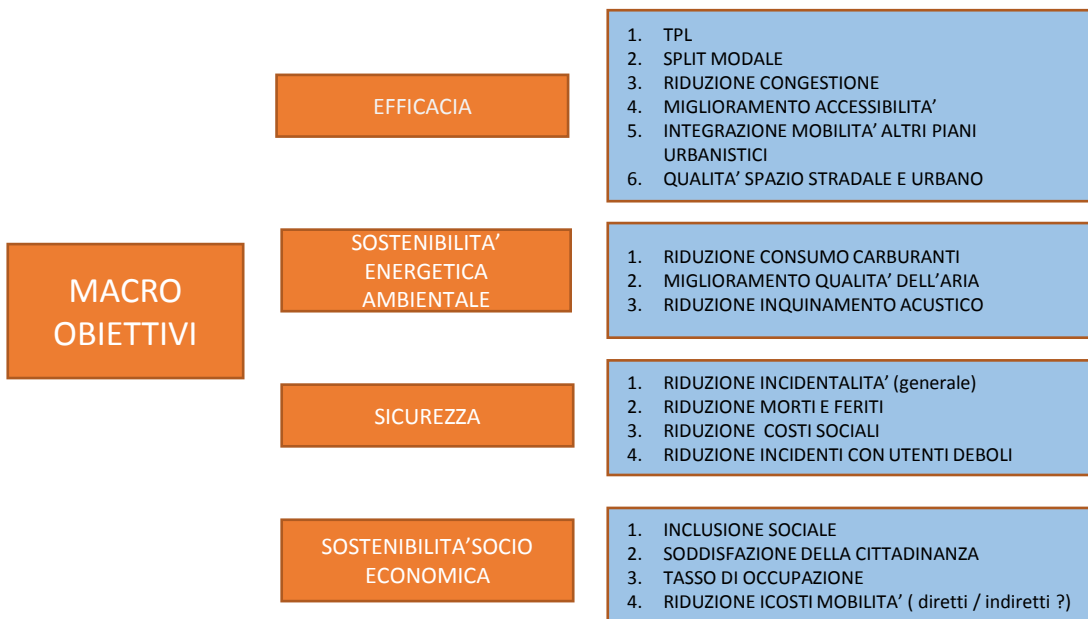 MACRO
OBIETTIVI
EFFICACIA
1. TPL
2. SPLIT MODALE
3. RIDUZIONE CONGESTIONE
4. MIGLIORAMENTO ACCESSIBILITA’
5. INTEGRAZIONE MOBILITA’ ALTRI PIANI
URBANISTICI
6. QUALITA’ SPAZIO STRADALE E URBANO
SOSTENIBILITA’
ENERGETICA
AMBIENTALE
1. RIDUZIONE CONSUMO CARBURANTI
2. MIGLIORAMENTO QUALITA’ DELL’ARIA
3. RIDUZIONE INQUINAMENTO ACUSTICO
SICUREZZA
1. RIDUZIONE INCIDENTALITA’ (generale)
2. RIDUZIONE MORTI E FERITI
3. RIDUZIONE COSTI SOCIALI
4. RIDUZIONE INCIDENTI CON UTENTI DEBOLI
SOSTENIBILITA’SOCIO
ECONOMICA
1. INCLUSIONE SOCIALE
2. SODDISFAZIONE DELLA CITTADINANZA
3. TASSO DI OCCUPAZIONE
4. RIDUZIONE ICOSTI MOBILITA’ ( diretti / indiretti ?)